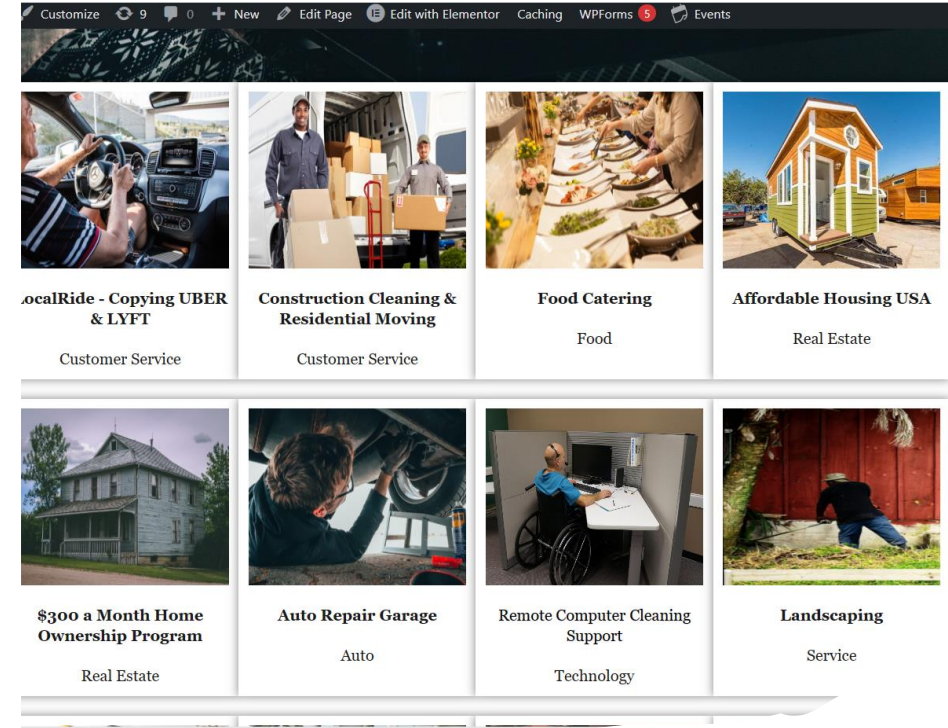 Customize 9 0 New Edit Page Edit with Elementor Caching WPForms 5 Events
ocalRide - Copying UBER
& LYFT
Customer Service
Construction Cleaning &
Residential Moving
Customer Service
Food Catering
Food
Affordable Housing USA
Real Estate
$300 a Month Home
Ownership Program
Real Estate
Auto Repair Garage
Auto
Remote Computer Cleaning
Support
Technology
Landscaping
Service